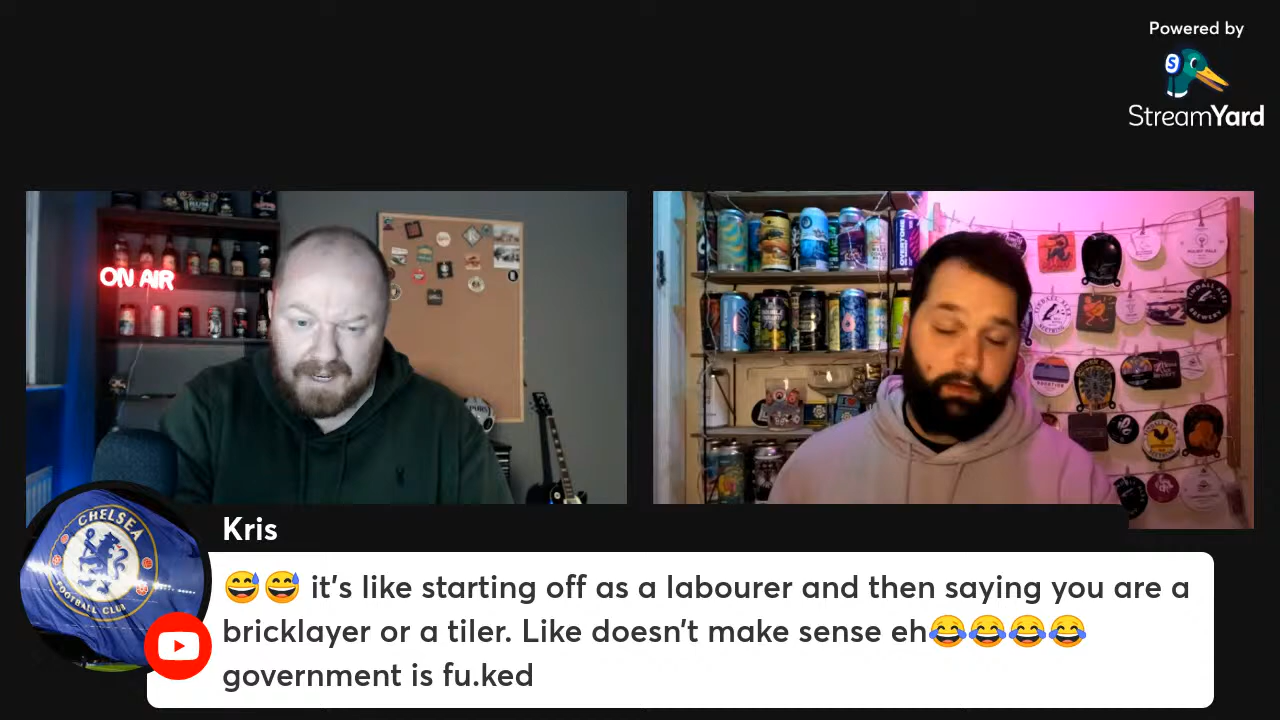 Powered by
S
StreamYard
ON AIR
OVERTONE
CHELSEA
FOOTBALL CLUB
Kris
😅😅 it's like starting off as a labourer and then saying you are a
bricklayer or a tiler. Like doesn't make sense eh😂😂😂😂
government is fu.ked